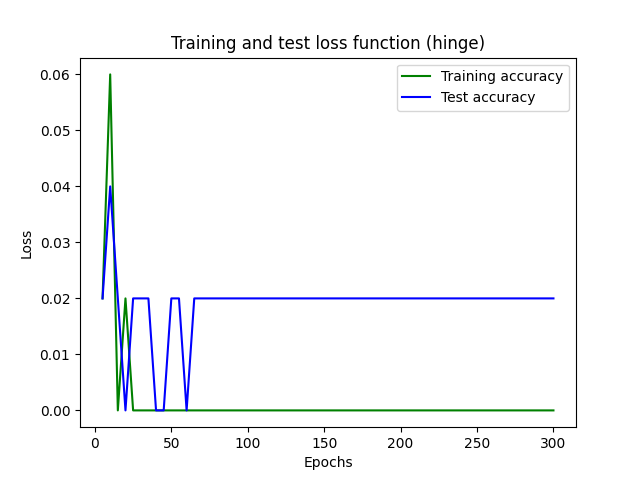 Training and test loss function (hinge)
Training accuracy
Test accuracy
0.06
0.05
0.04
0.03
0.02
0.01
0.00
Loss
0
50
100
150
200
250
300
Epochs